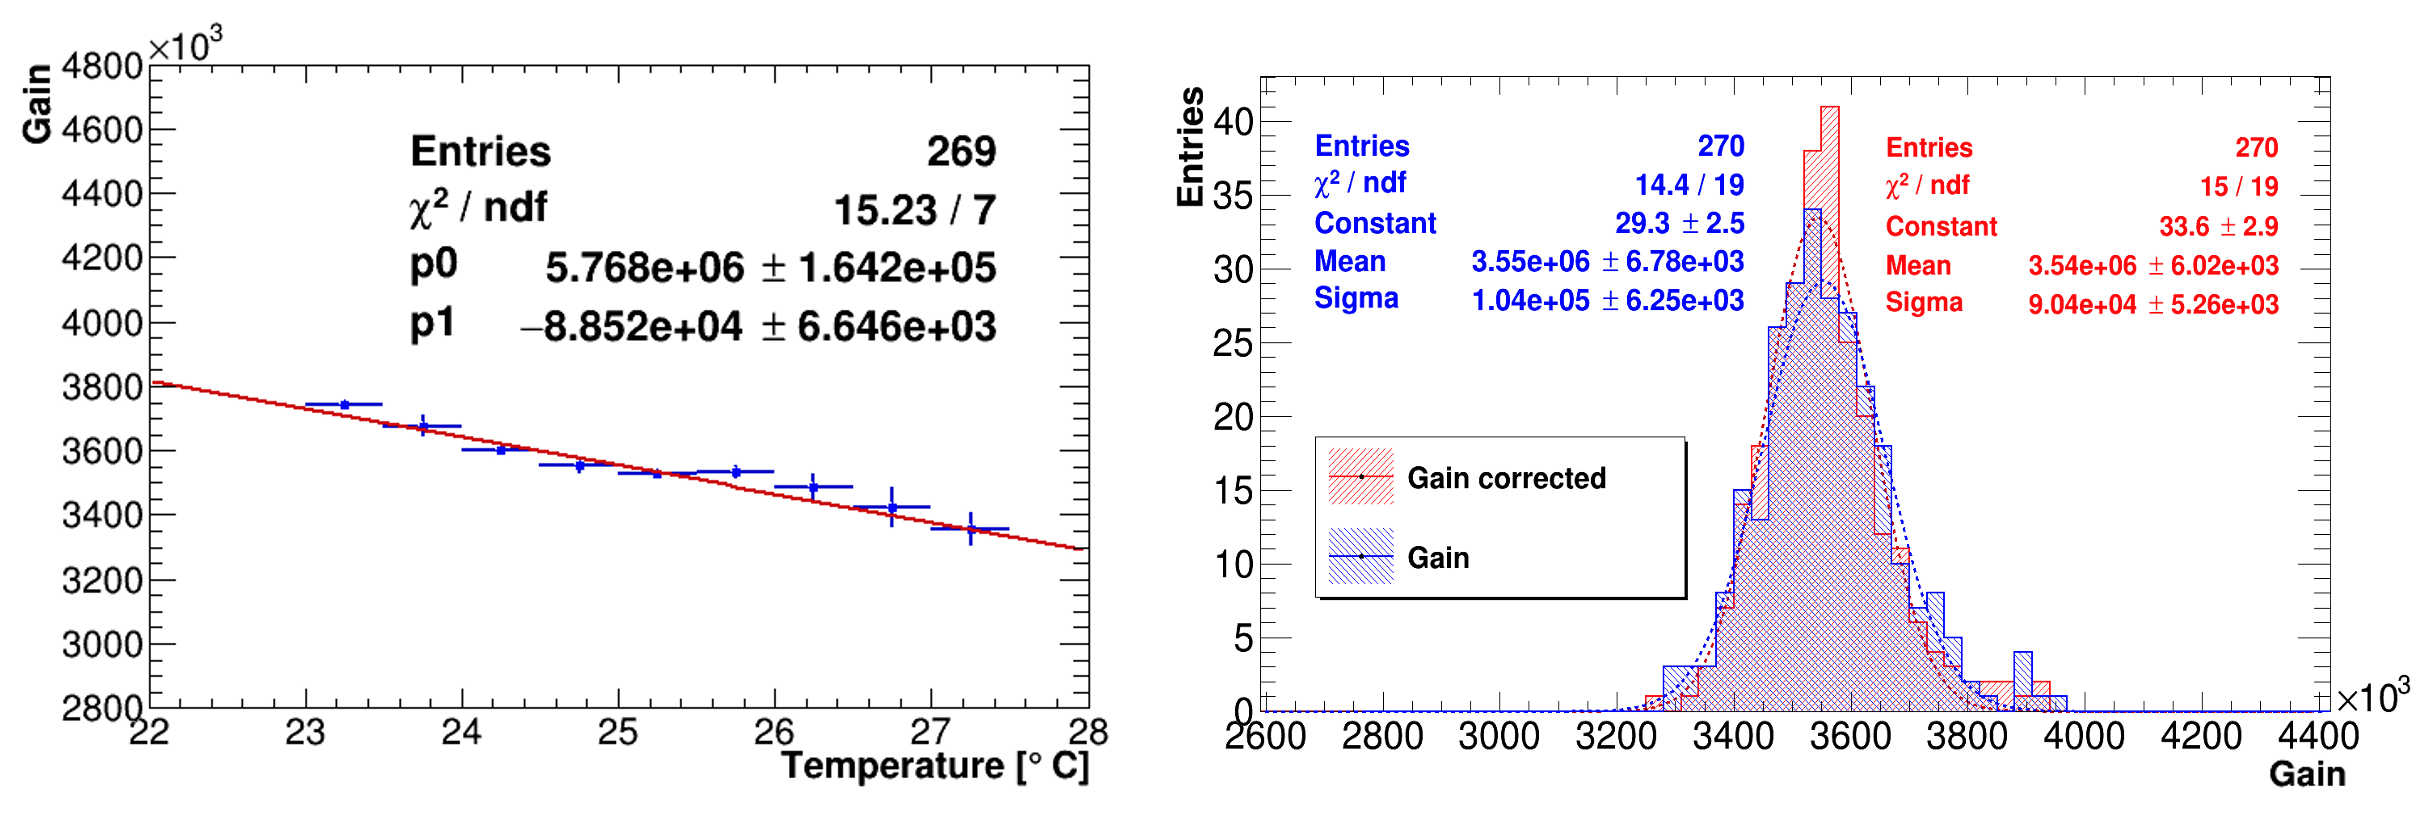 ×10³
Gain
4800
4600
4400
4200
4000
3800
3600
3400
3200
3000
2800
Entries 269
χ² / ndf 15.23 / 7
p0 5.768e+06 ± 1.642e+05
p1 −8.852e+04 ± 6.646e+03
22 23 24 25 26 27 28
Temperature [° C]
Entries
40
35
30
25
20
15
10
5
0
Entries 270
χ² / ndf 14.4 / 19
Constant 29.3 ± 2.5
Mean 3.55e+06 ± 6.78e+03
Sigma 1.04e+05 ± 6.25e+03
Entries 270
χ² / ndf 15 / 19
Constant 33.6 ± 2.9
Mean 3.54e+06 ± 6.02e+03
Sigma 9.04e+04 ± 5.26e+03
Gain corrected
Gain
×10³
2600 2800 3000 3200 3400 3600 3800 4000 4200 4400
Gain